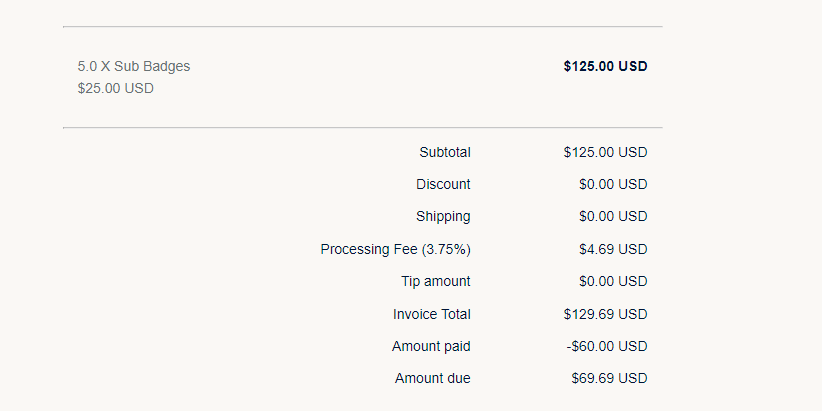 5.0 X Sub Badges $125.00 USD
$25.00 USD
Subtotal $125.00 USD
Discount $0.00 USD
Shipping $0.00 USD
Processing Fee (3.75%) $4.69 USD
Tip amount $0.00 USD
Invoice Total $129.69 USD
Amount paid -$60.00 USD
Amount due $69.69 USD